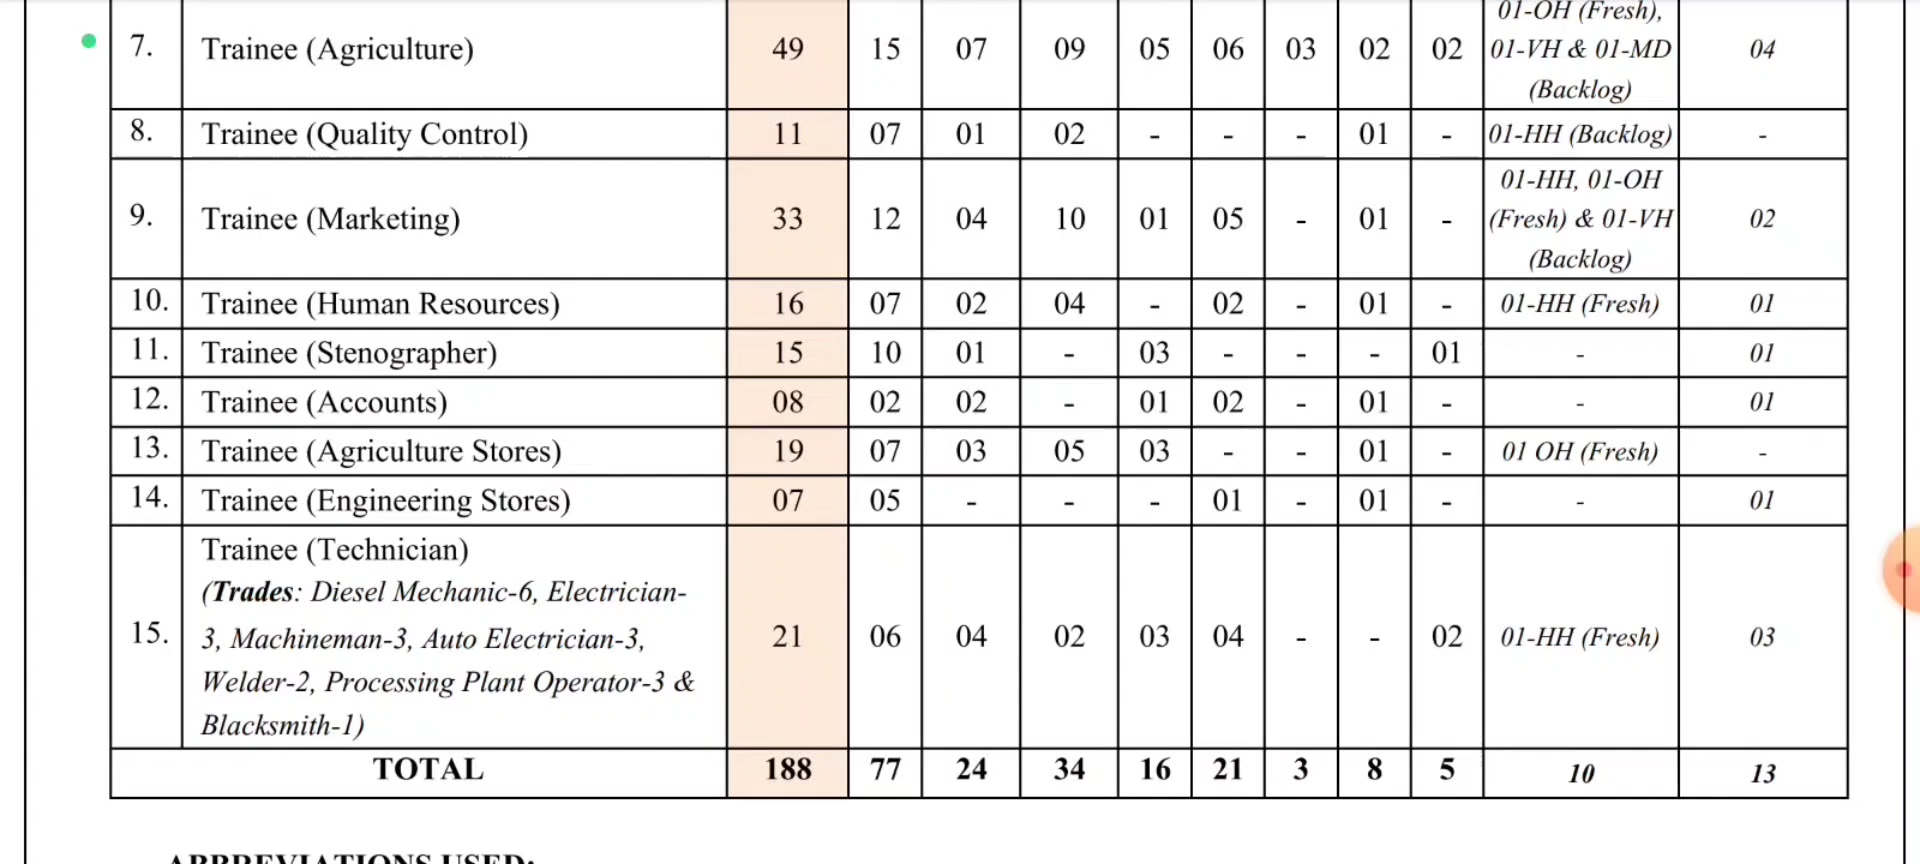 01-OH (Fresh),
7. Trainee (Agriculture) 49 15 07 09 05 06 03 02 02 01-VH & 01-MD 04
(Backlog)
8. Trainee (Quality Control) 11 07 01 02 - - - 01 - 01-HH (Backlog) -
01-HH, 01-OH
9. Trainee (Marketing) 33 12 04 10 01 05 - 01 - (Fresh) & 01-VH 02
(Backlog)
10. Trainee (Human Resources) 16 07 02 04 - 02 - 01 - 01-HH (Fresh) 01
11. Trainee (Stenographer) 15 10 01 - 03 - - - 01 - 01
12. Trainee (Accounts) 08 02 02 - 01 02 - 01 - - 01
13. Trainee (Agriculture Stores) 19 07 03 05 03 - - 01 - 01 OH (Fresh) -
14. Trainee (Engineering Stores) 07 05 - - - 01 - 01 - - 01
Trainee (Technician)
(Trades: Diesel Mechanic-6, Electrician-
15. 3, Machineman-3, Auto Electrician-3, 21 06 04 02 03 04 - - 02 01-HH (Fresh) 03
Welder-2, Processing Plant Operator-3 &
Blacksmith-1)
TOTAL 188 77 24 34 16 21 3 8 5 10 13
ABBREVIATIONS USED: